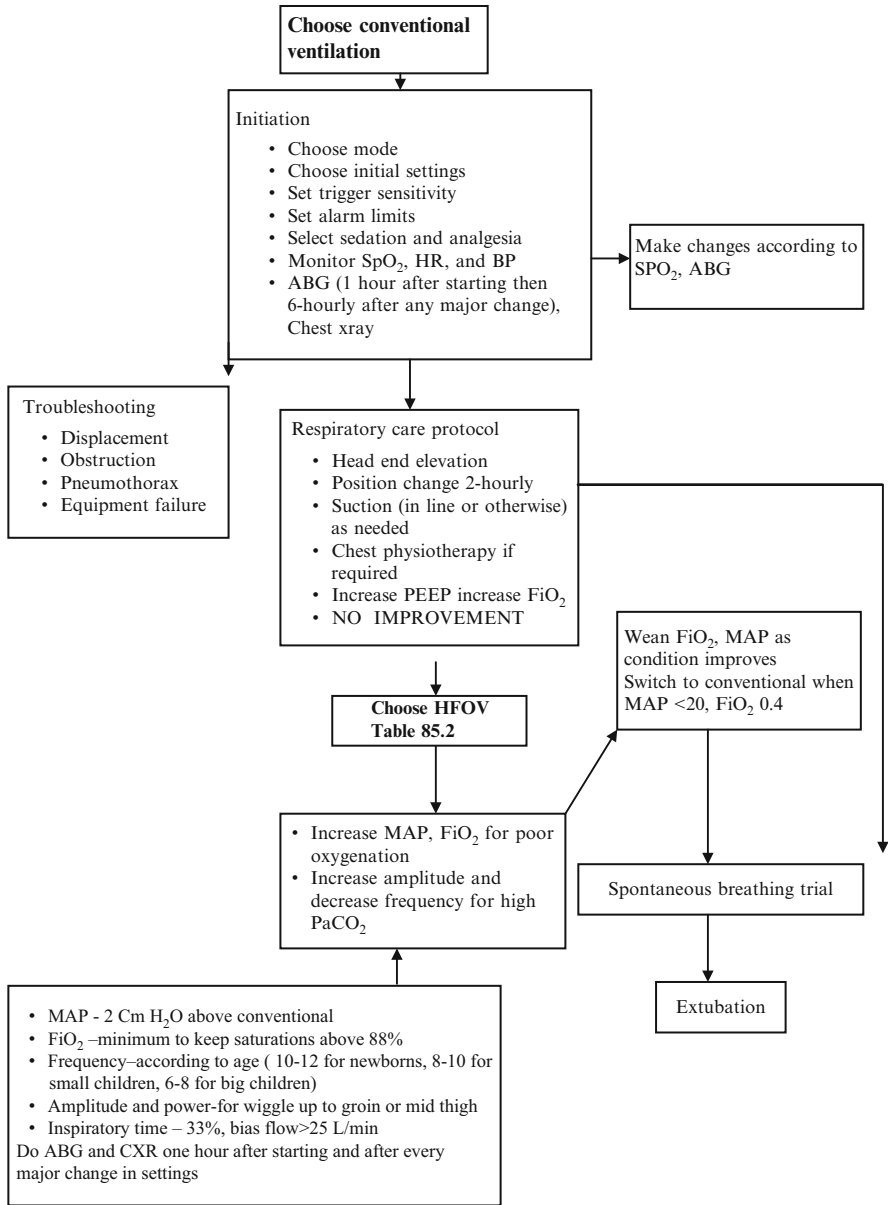 Choose conventional
ventilation
Initiation
• Choose mode
• Choose initial settings
• Set trigger sensitivity
• Set alarm limits
• Select sedation and analgesia
• Monitor SpO₂, HR, and BP
• ABG (1 hour after starting then
6-hourly after any major change),
Chest xray
Make changes according to
SPO₂, ABG
Troubleshooting
• Displacement
• Obstruction
• Pneumothorax
• Equipment failure
Respiratory care protocol
• Head end elevation
• Position change 2-hourly
• Suction (in line or otherwise)
as needed
• Chest physiotherapy if
required
• Increase PEEP increase FiO₂
• NO IMPROVEMENT
Wean FiO₂, MAP as
condition improves
Switch to conventional when
MAP <20, FiO₂ 0.4
Choose HFOV
Table 85.2
• Increase MAP, FiO₂ for poor
oxygenation
• Increase amplitude and
decrease frequency for high
PaCO₂
Spontaneous breathing trial
Extubation
• MAP - 2 Cm H₂O above conventional
• FiO₂ –minimum to keep saturations above 88%
• Frequency–according to age ( 10-12 for newborns, 8-10 for
small children, 6-8 for big children)
• Amplitude and power-for wiggle up to groin or mid thigh
• Inspiratory time – 33%, bias flow>25 L/min
Do ABG and CXR one hour after starting and after every
major change in settings